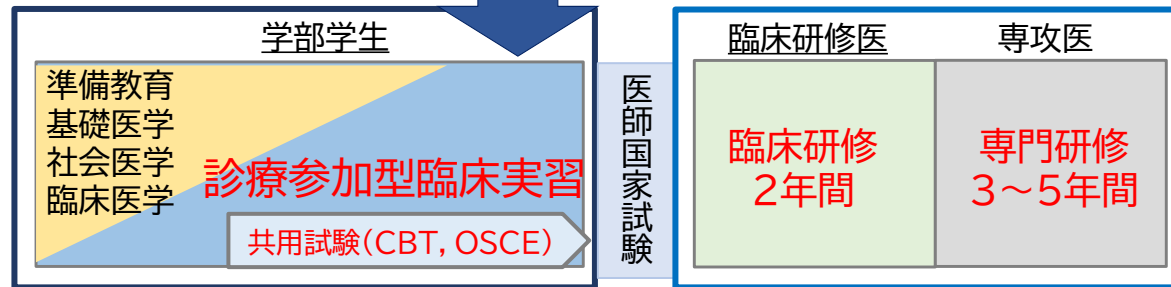 学部学生
準備教育
基礎医学
社会医学
臨床医学
診療参加型臨床実習
共用試験(CBT, OSCE)
医師国家試験
臨床研修医
臨床研修
2年間
専攻医
専門研修
3~5年間